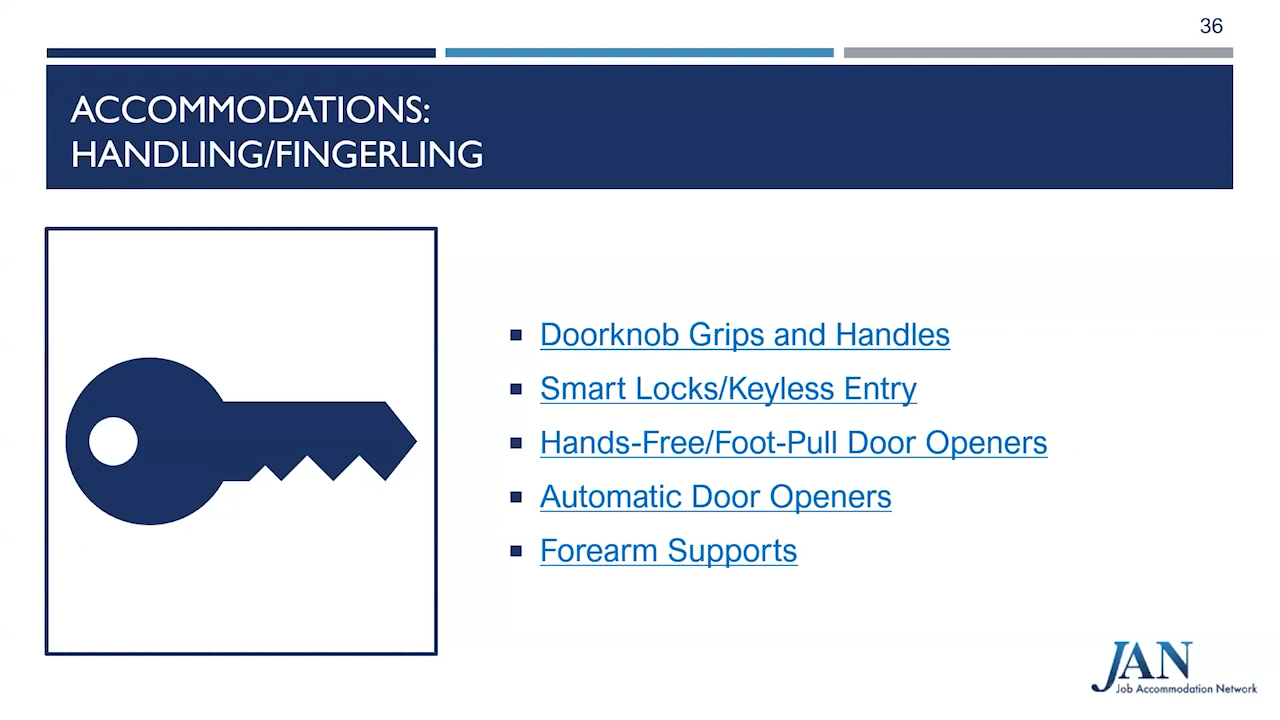 36
ACCOMMODATIONS:
HANDLING/FINGERLING
Doorknob Grips and Handles
Smart Locks/Keyless Entry
Hands-Free/Foot-Pull Door Openers
Automatic Door Openers
Forearm Supports
JAN
Job Accommodation Network